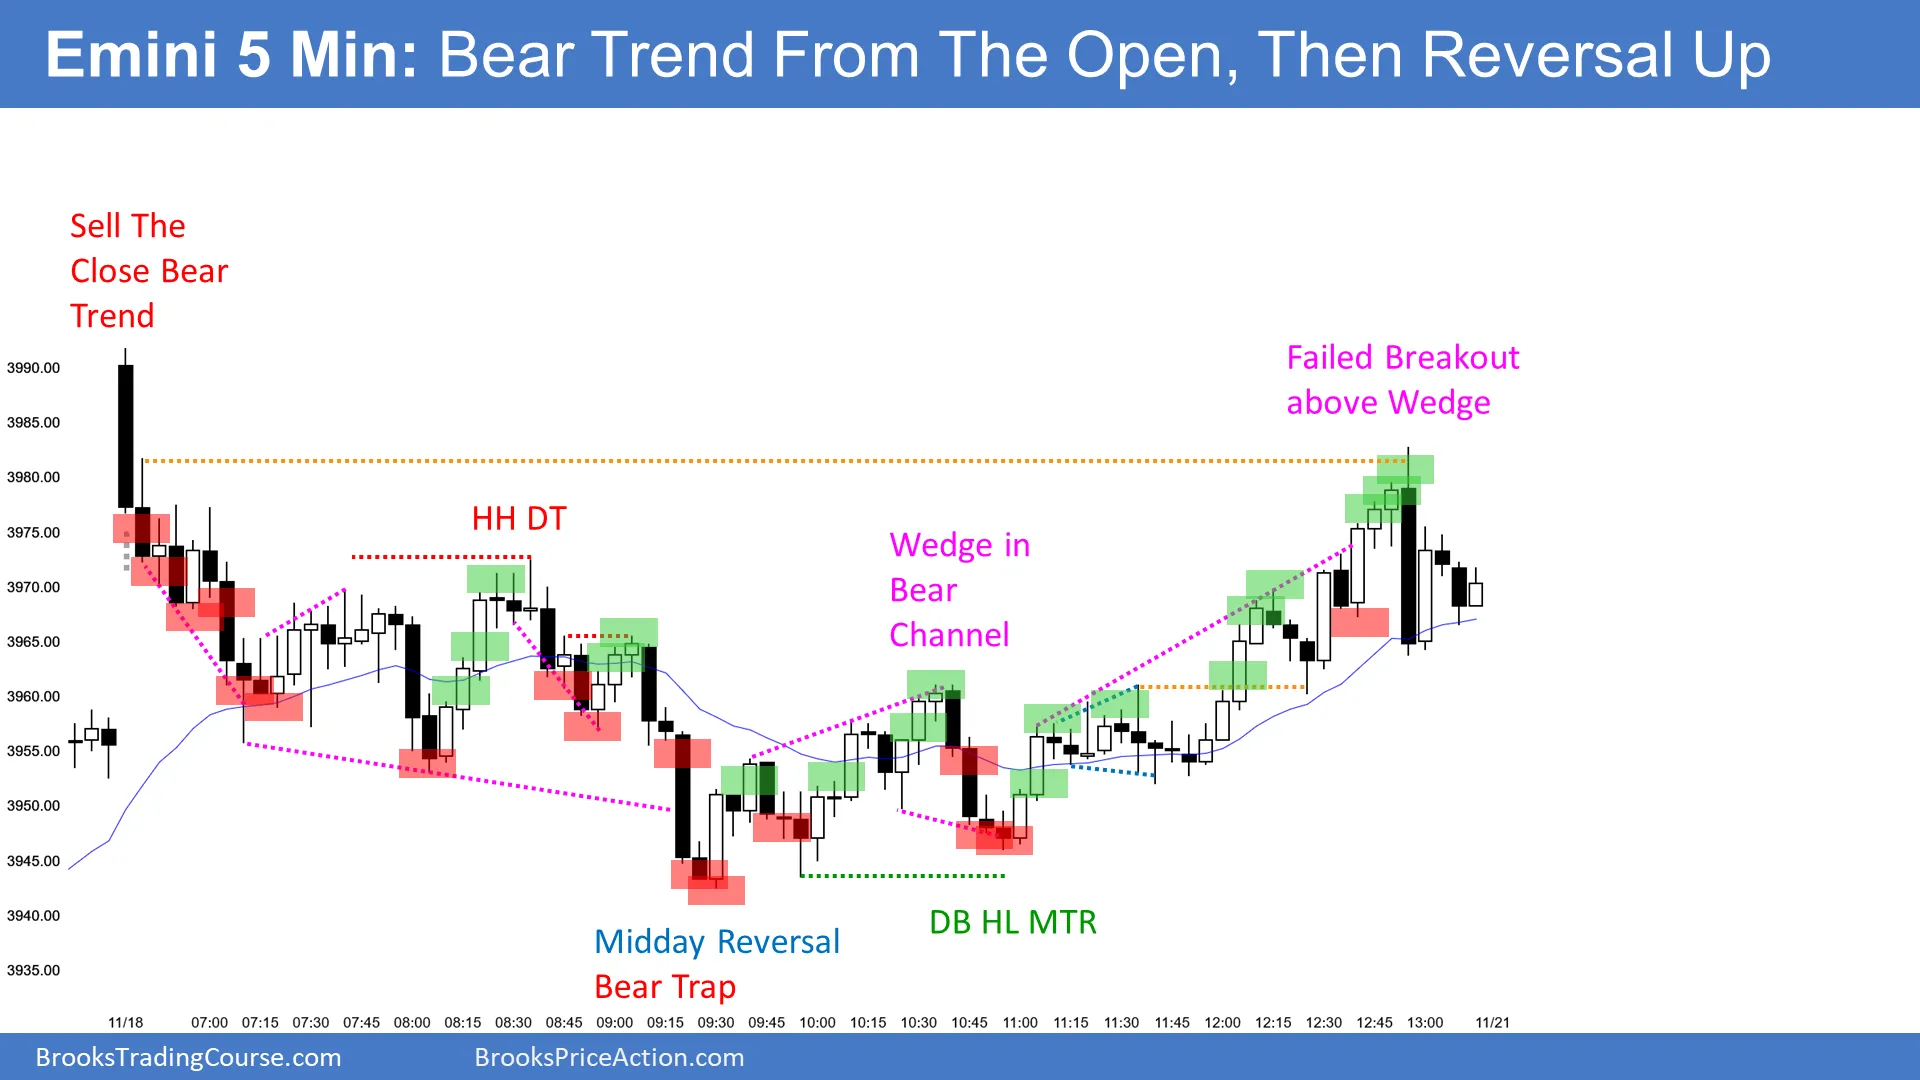 Emini 5 Min: Bear Trend From The Open, Then Reversal Up
Sell The
Close Bear
Trend
Failed Breakout
above Wedge
HH DT
Wedge in
Bear
Channel
DB HL MTR
Midday Reversal
Bear Trap
3990.00
3985.00
3980.00
3975.00
3970.00
3965.00
3960.00
3955.00
3950.00
3945.00
3940.00
3935.00
11/18 07:00 07:15 07:30 07:45 08:00 08:15 08:30 08:45 09:00 09:15 09:30 09:45 10:00 10:15 10:30 10:45 11:00 11:15 11:30 11:45 12:00 12:15 12:30 12:45 13:00 11/21
BrooksTradingCourse.com BrooksPriceAction.com